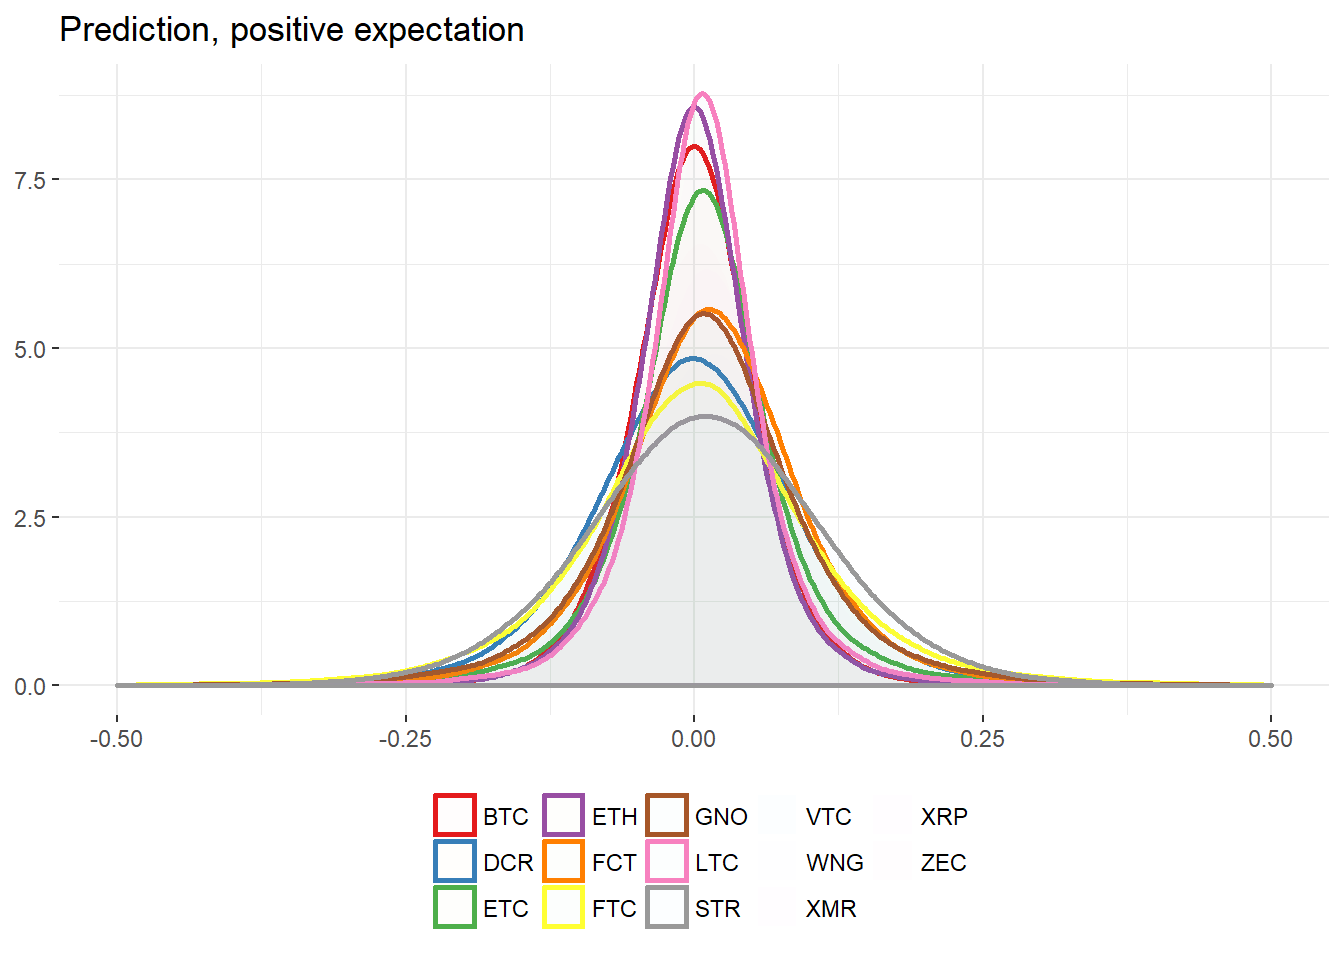 Prediction, positive expectation
7.5
5.0
2.5
0.0
-0.50 -0.25 0.00 0.25 0.50
BTC ETH GNO VTC XRP
DCR FCT LTC WNG ZEC
ETC FTC STR XMR